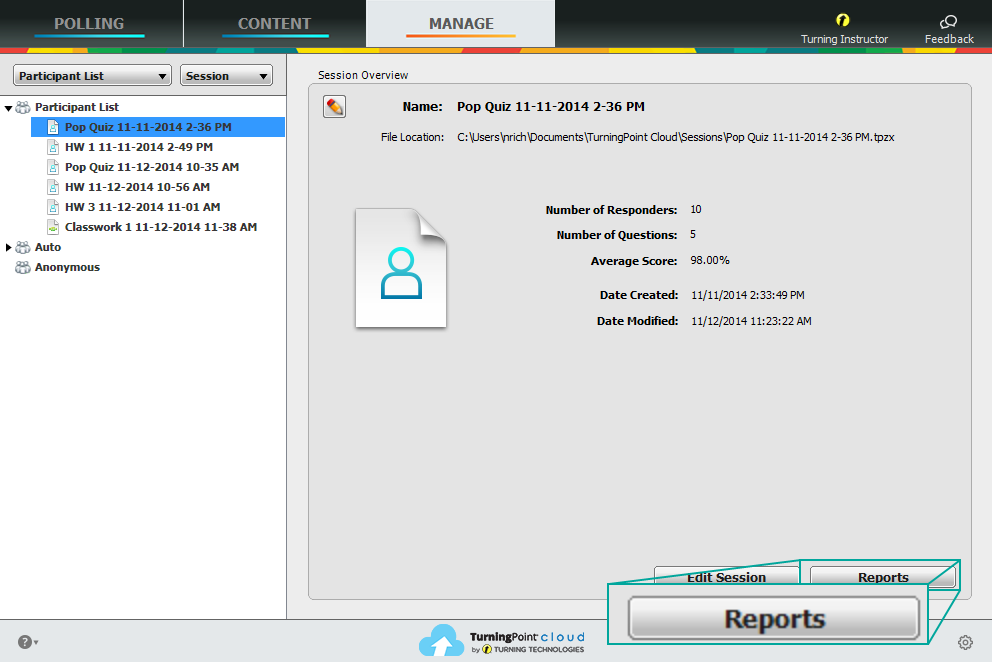 POLLING
CONTENT
MANAGE
Turning Instructor
Feedback
Participant List
Session
Participant List
Pop Quiz 11-11-2014 2-36 PM
HW 1 11-11-2014 2-49 PM
Pop Quiz 11-12-2014 10-35 AM
HW 11-12-2014 10-56 AM
HW 3 11-12-2014 11-01 AM
Classwork 1 11-12-2014 11-38 AM
Auto
Anonymous
Session Overview
Name: Pop Quiz 11-11-2014 2-36 PM
File Location: C:\Users\nrich\Documents\TurningPoint Cloud\Sessions\Pop Quiz 11-11-2014 2-36 PM.tpzx
Number of Responders: 10
Number of Questions: 5
Average Score: 98.00%
Date Created: 11/11/2014 2:33:49 PM
Date Modified: 11/12/2014 11:23:22 AM
Edit Session
Reports
Reports
?
TurningPoint cloud
by TURNING TECHNOLOGIES